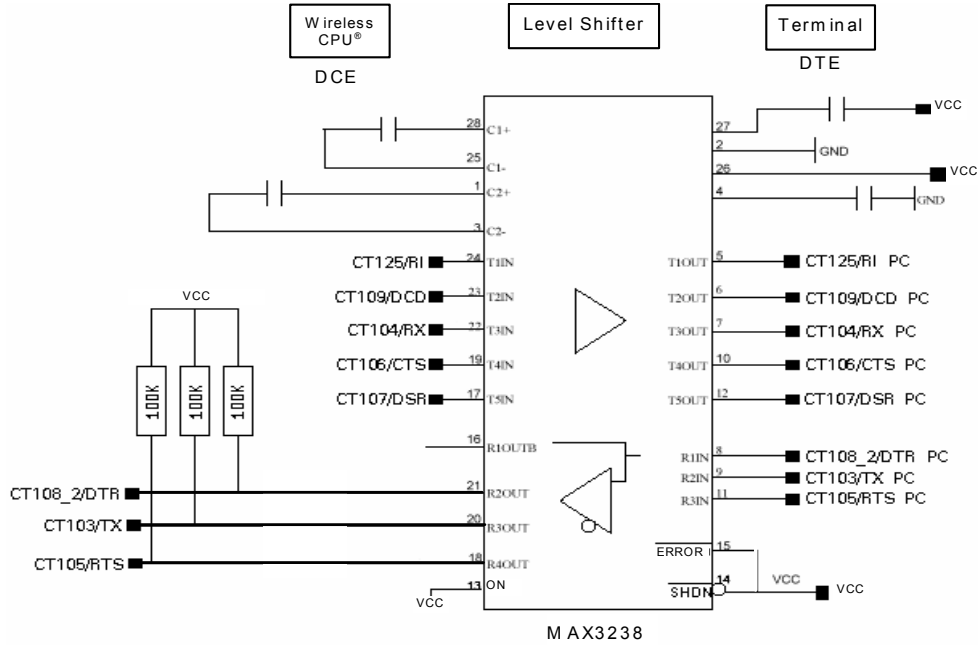 Wireless
CPU®
Level Shifter
Terminal
DCE
DTE
28 C1+
25 C1-
1 C2+
3 C2-
27
VCC
2
GND
26
VCC
4
GND
CT125/RI 24 T1IN
T1OUT 5 CT125/RI PC
CT109/DCD 23 T2IN
T2OUT 6 CT109/DCD PC
CT104/RX 22 T3IN
T3OUT 7 CT104/RX PC
CT106/CTS 19 T4IN
T4OUT 10 CT106/CTS PC
CT107/DSR 17 T5IN
T5OUT 12 CT107/DSR PC
VCC
100K 100K 100K
16 R1OUTB
R1IN 8 CT108_2/DTR PC
R2IN 9 CT103/TX PC
R3IN 11 CT105/RTS PC
CT108_2/DTR 21 R2OUT
CT103/TX 20 R3OUT
CT105/RTS 18 R4OUT
VCC 13 ON
ERROR 15
SHDN 14 VCC VCC
MAX3238